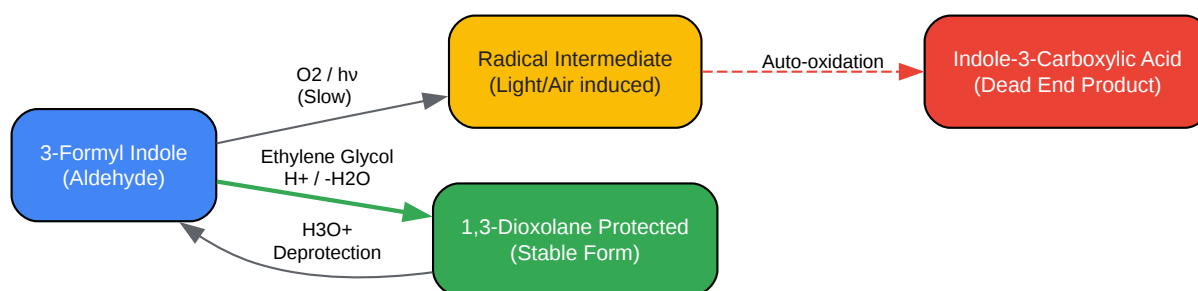 Radical Intermediate
(Light/Air induced)
Auto-oxidation
Indole-3-Carboxylic Acid
(Dead End Product)
O2 / hν
(Slow)
3-Formyl Indole
(Aldehyde)
Ethylene Glycol
H+ / -H2O
1,3-Dioxolane Protected
(Stable Form)
H3O+
Deprotection